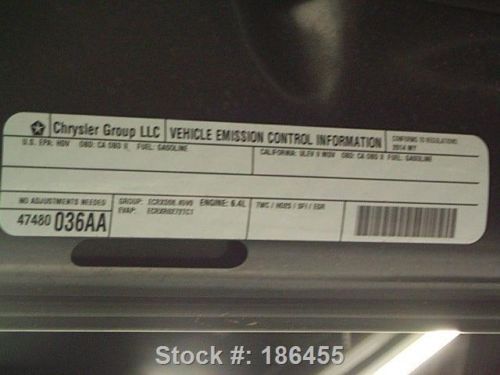 Chrysler Group LLC VEHICLE EMISSION CONTROL INFORMATION CONFORMS TO REGULATIONS:
2014 MY
U.S. EPA: HDV OBD: CA OBD II FUEL: GASOLINE CALIFORNIA: ULEV II MDV OBD: CA OBD II FUEL: GASOLINE
NO ADJUSTMENTS NEEDED GROUP: ENGINE: 6.4L TWC / HO2S / SFI / EGR
47480 036AA EVAP:
Stock #: 186455